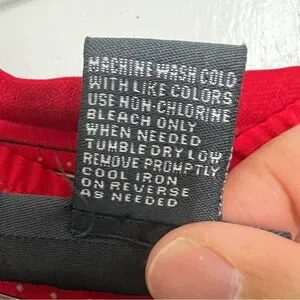 MACHINE WASH COLD
WITH LIKE COLORS
USE NON-CHLORINE
BLEACH ONLY
WHEN NEEDED
TUMBLE DRY LOW
REMOVE PROMPTLY
COOL IRON
ON REVERSE
AS NEEDED